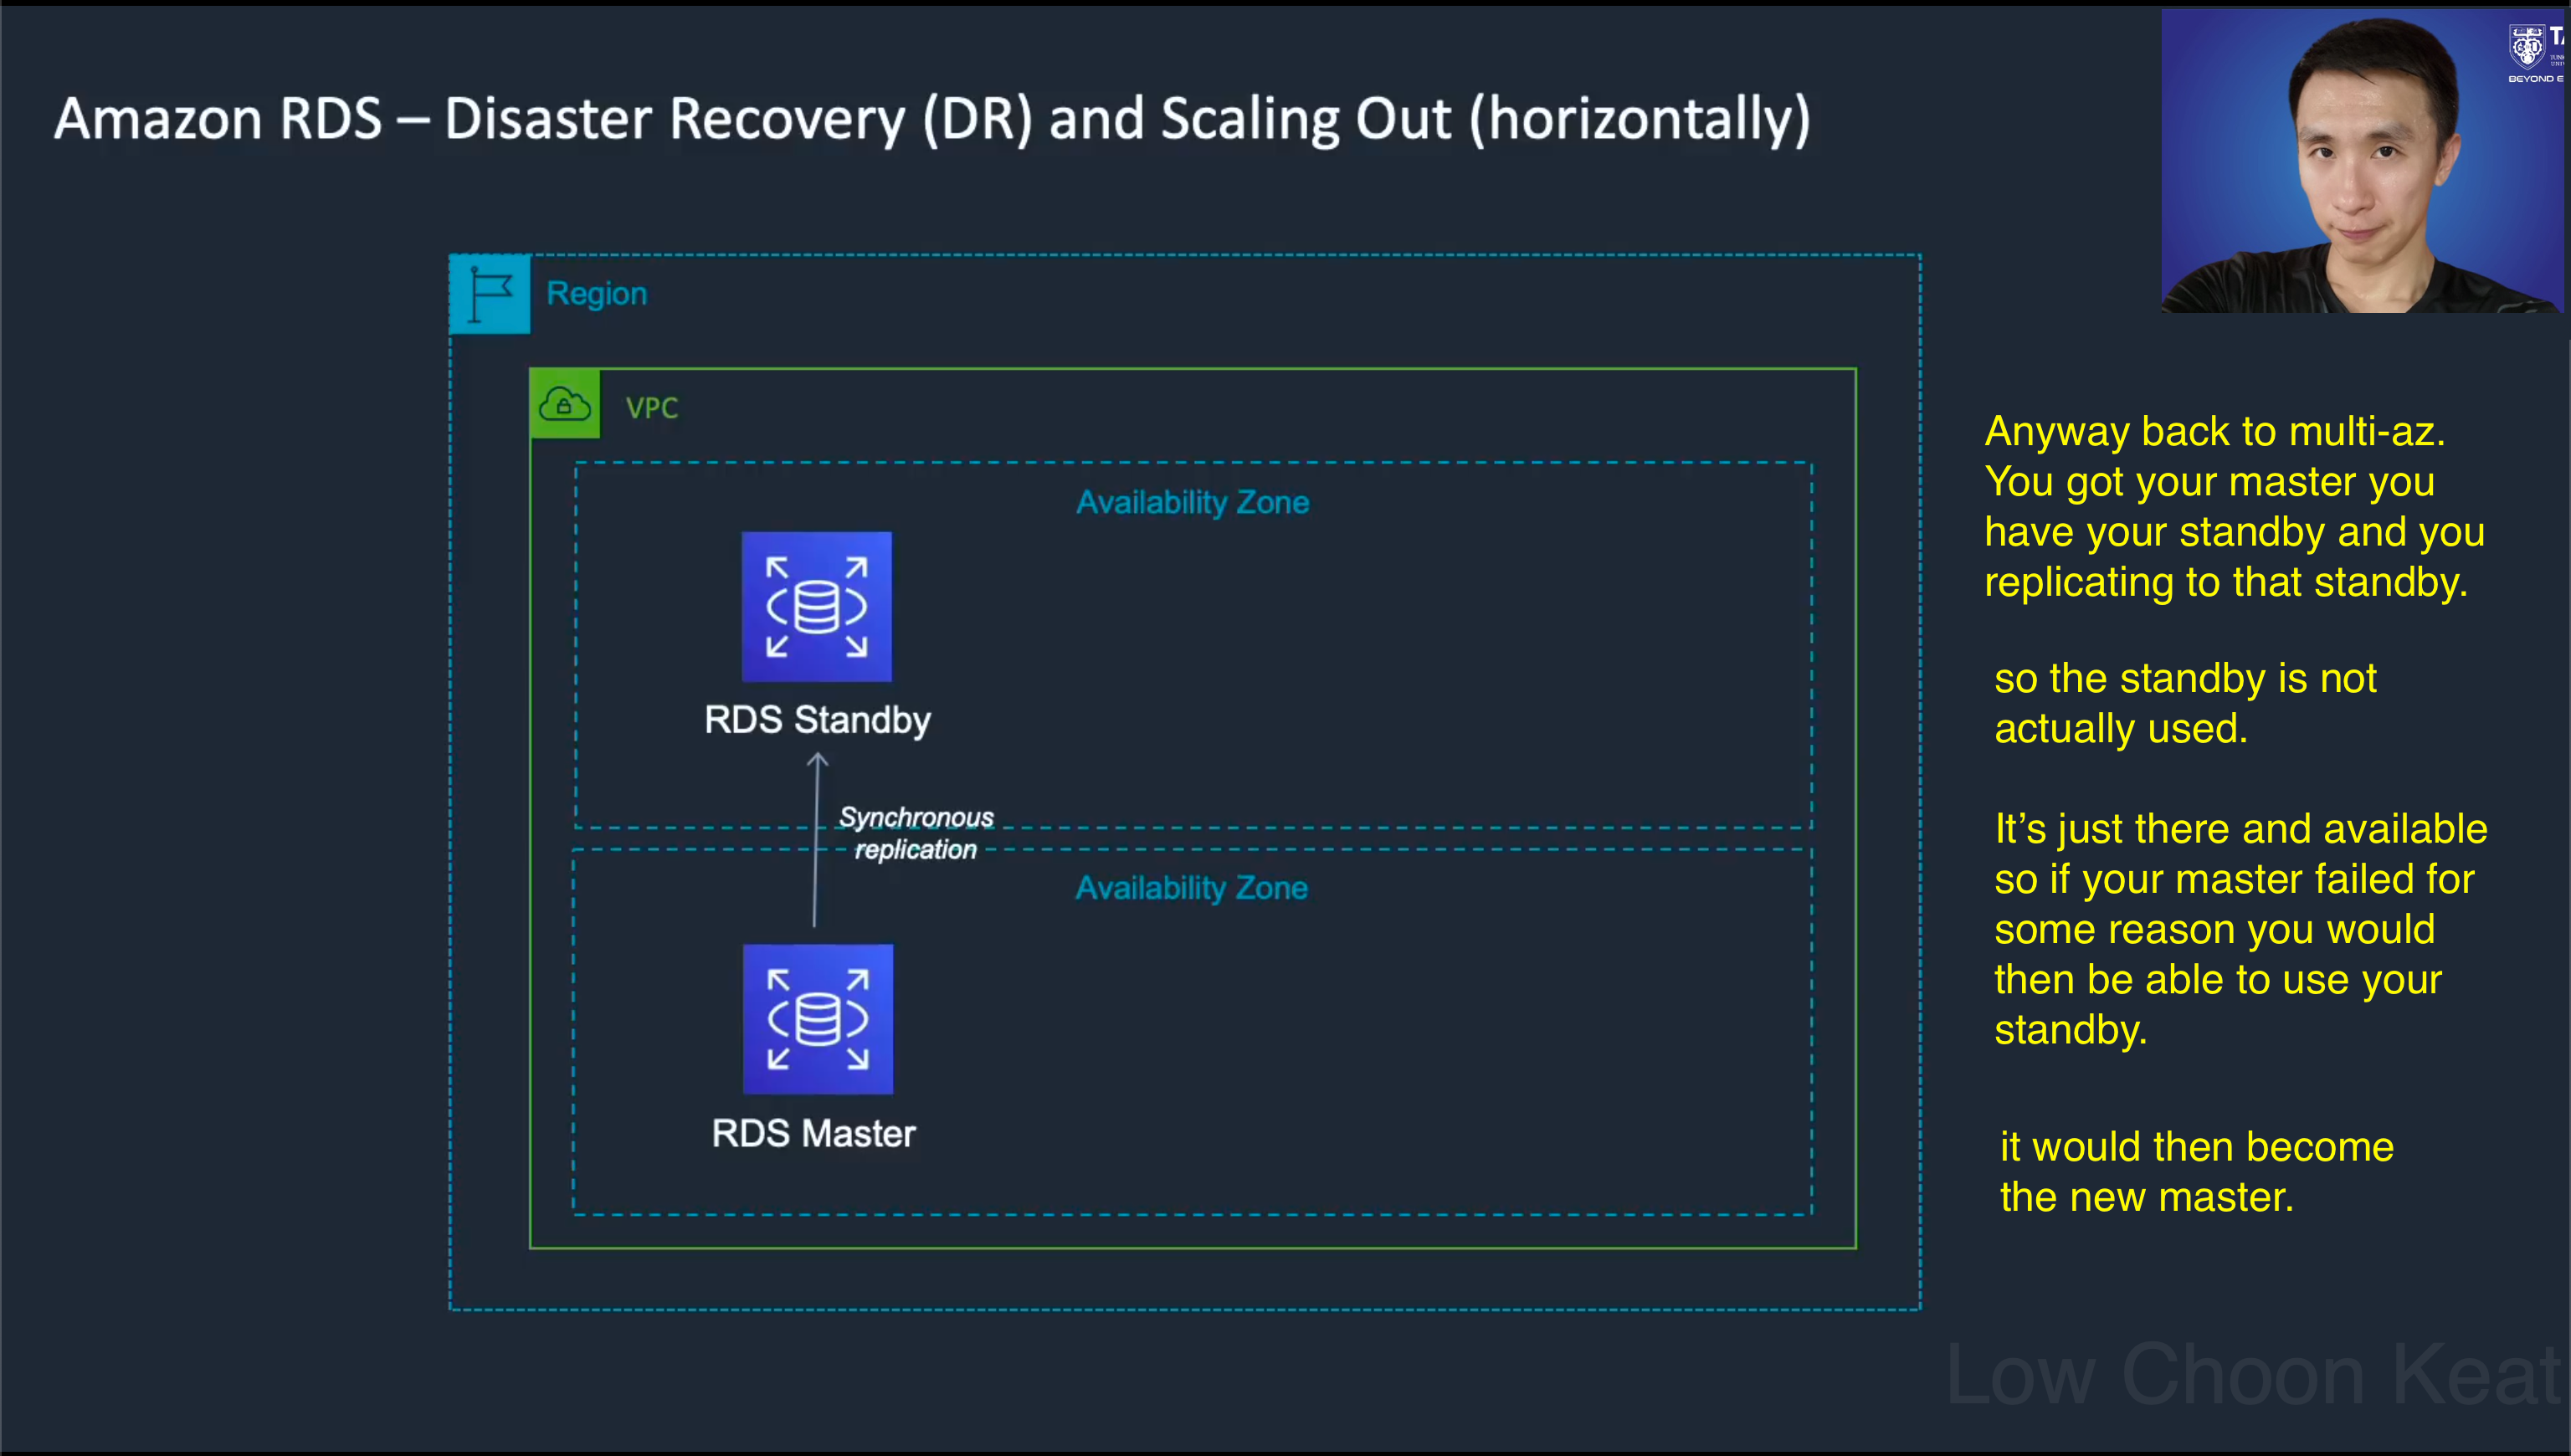 Amazon RDS – Disaster Recovery (DR) and Scaling Out (horizontally)
BEYOND E
Region
VPC
Availability Zone
RDS Standby
Synchronous
replication
Availability Zone
RDS Master
Anyway back to multi-az.
You got your master you
have your standby and you
replicating to that standby.
so the standby is not
actually used.
It's just there and available
so if your master failed for
some reason you would
then be able to use your
standby.
it would then become
the new master.
Low Choon Keat